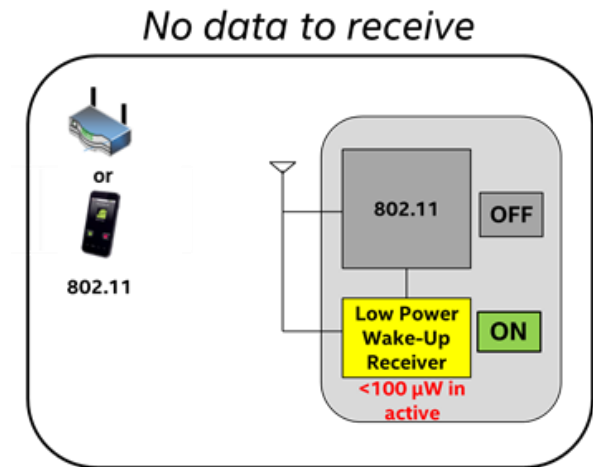 No data to receive
or
802.11
802.11
OFF
Low Power
Wake-Up
Receiver
ON
<100 µW in
active